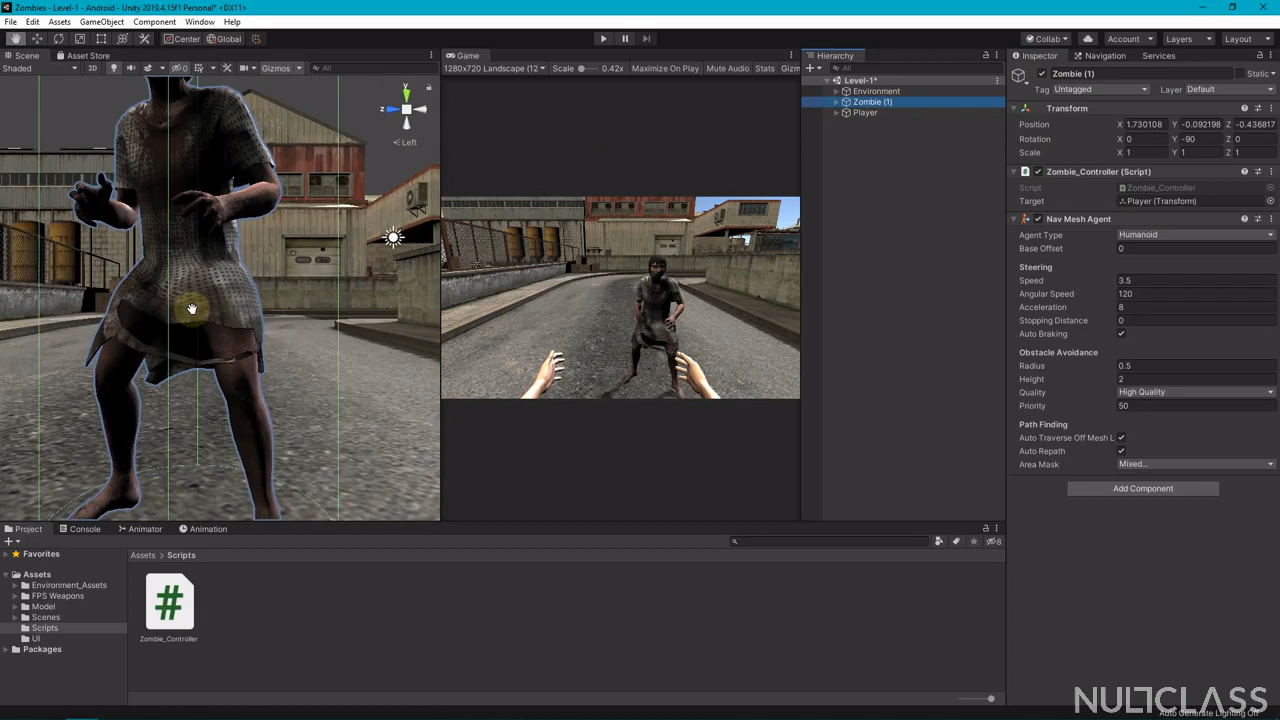 Zombies - Level-1 - Android - Unity 2019.4.15f1 Personal* <DX11>
File Edit Assets GameObject Component Window Help
Center Global Collab Account Layers Layout
Scene Asset Store Game Hierarchy Inspector Navigation Services
Shaded 2D 0 Gizmos All 1280x720 Landscape (12 Scale 0.42x Maximize On Play Mute Audio Stats Gizm All
Zombie (1) Static
Tag Untagged Layer Default
Level-1*
Environment
Zombie (1)
Player
y
z
Left
Transform
Position X 1.730108 Y -0.092198 Z -0.436817
Rotation X 0 Y -90 Z 0
Scale X 1 Y 1 Z 1
Zombie_Controller (Script)
Script Zombie_Controller
Target Player (Transform)
Nav Mesh Agent
Agent Type Humanoid
Base Offset 0
Steering
Speed 3.5
Angular Speed 120
Acceleration 8
Stopping Distance 0
Auto Braking
Obstacle Avoidance
Radius 0.5
Height 2
Quality High Quality
Priority 50
Path Finding
Auto Traverse Off Mesh L
Auto Repath
Area Mask Mixed...
Add Component
Project Console Animator Animation
8
Favorites
Assets
Environment_Assets
FPS Weapons
Model
Scenes
Scripts
UI
Packages
Assets > Scripts
#
Zombie_Controller
NULLCLASS
Auto Generate Lighting Off